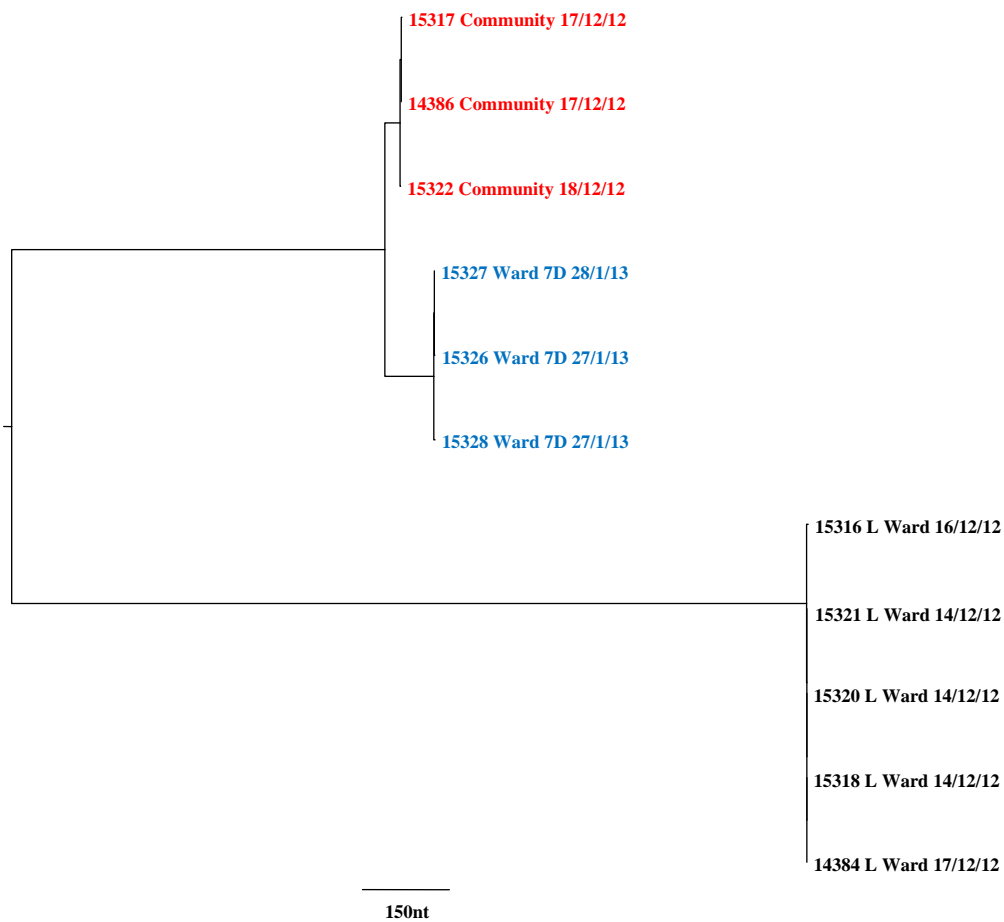 15317 Community 17/12/12
14386 Community 17/12/12
15322 Community 18/12/12
15327 Ward 7D 28/1/13
15326 Ward 7D 27/1/13
15328 Ward 7D 27/1/13
15316 L Ward 16/12/12
15321 L Ward 14/12/12
15320 L Ward 14/12/12
15318 L Ward 14/12/12
14384 L Ward 17/12/12
150nt